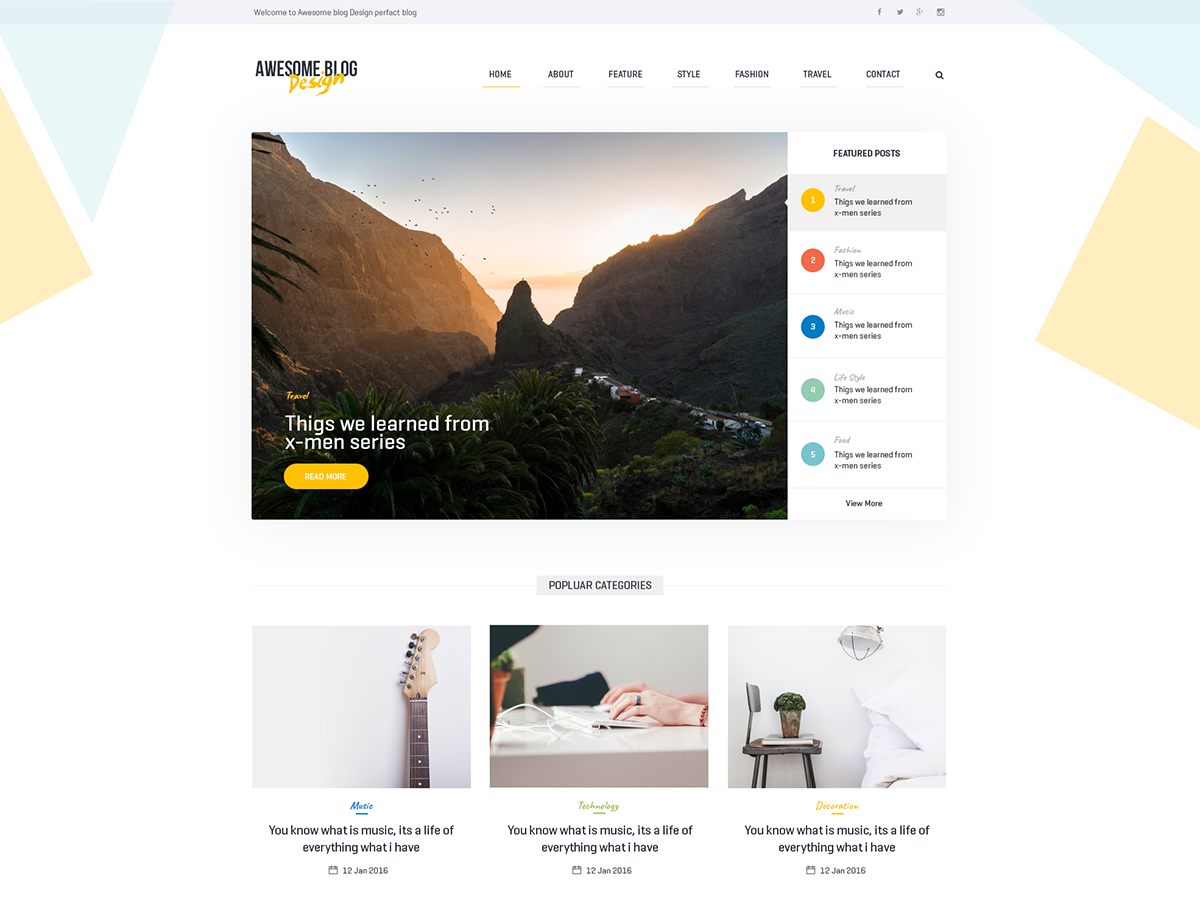 Welcome to Awesome blog Design perfact blog
AWESOME BLOG
Design
HOME ABOUT FEATURE STYLE FASHION TRAVEL CONTACT
Travel
Thigs we learned from
x-men series
READ MORE
FEATURED POSTS
1
Travel
Thigs we learned from
x-men series
2
Fashion
Thigs we learned from
x-men series
3
Music
Thigs we learned from
x-men series
4
Life Style
Thigs we learned from
x-men series
5
Food
Thigs we learned from
x-men series
View More
POPLUAR CATEGORIES
Music
You know what is music, its a life of
everything what i have
12 Jan 2016
Technology
You know what is music, its a life of
everything what i have
12 Jan 2016
Decoration
You know what is music, its a life of
everything what i have
12 Jan 2016